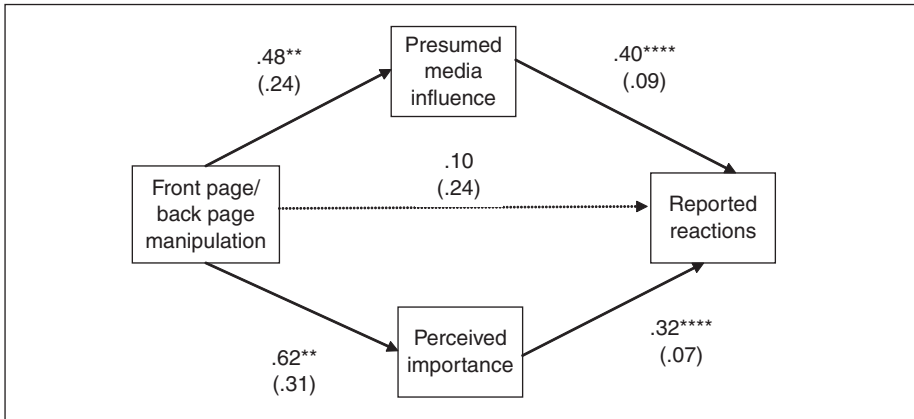 .48**
(.24)
Presumed
media
influence
.40****
(.09)
Front page/
back page
manipulation
.10
(.24)
Reported
reactions
.62**
(.31)
Perceived
importance
.32****
(.07)